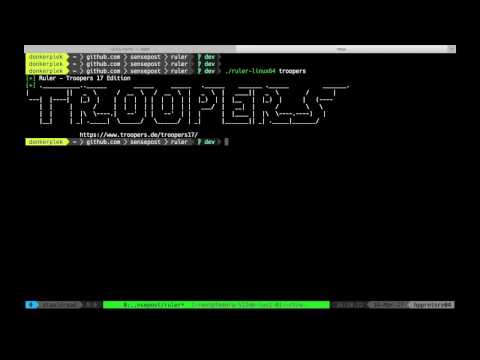 donkerplek ~ github.com sensepost ruler dev
donkerplek ~ github.com sensepost ruler dev
donkerplek ~ github.com sensepost ruler dev ./ruler-linux64 troopers
[+] Ruler - Troopers 17 Edition
[+]
TROOPERS
https://www.troopers.de/troopers17/
donkerplek ~ github.com sensepost ruler dev